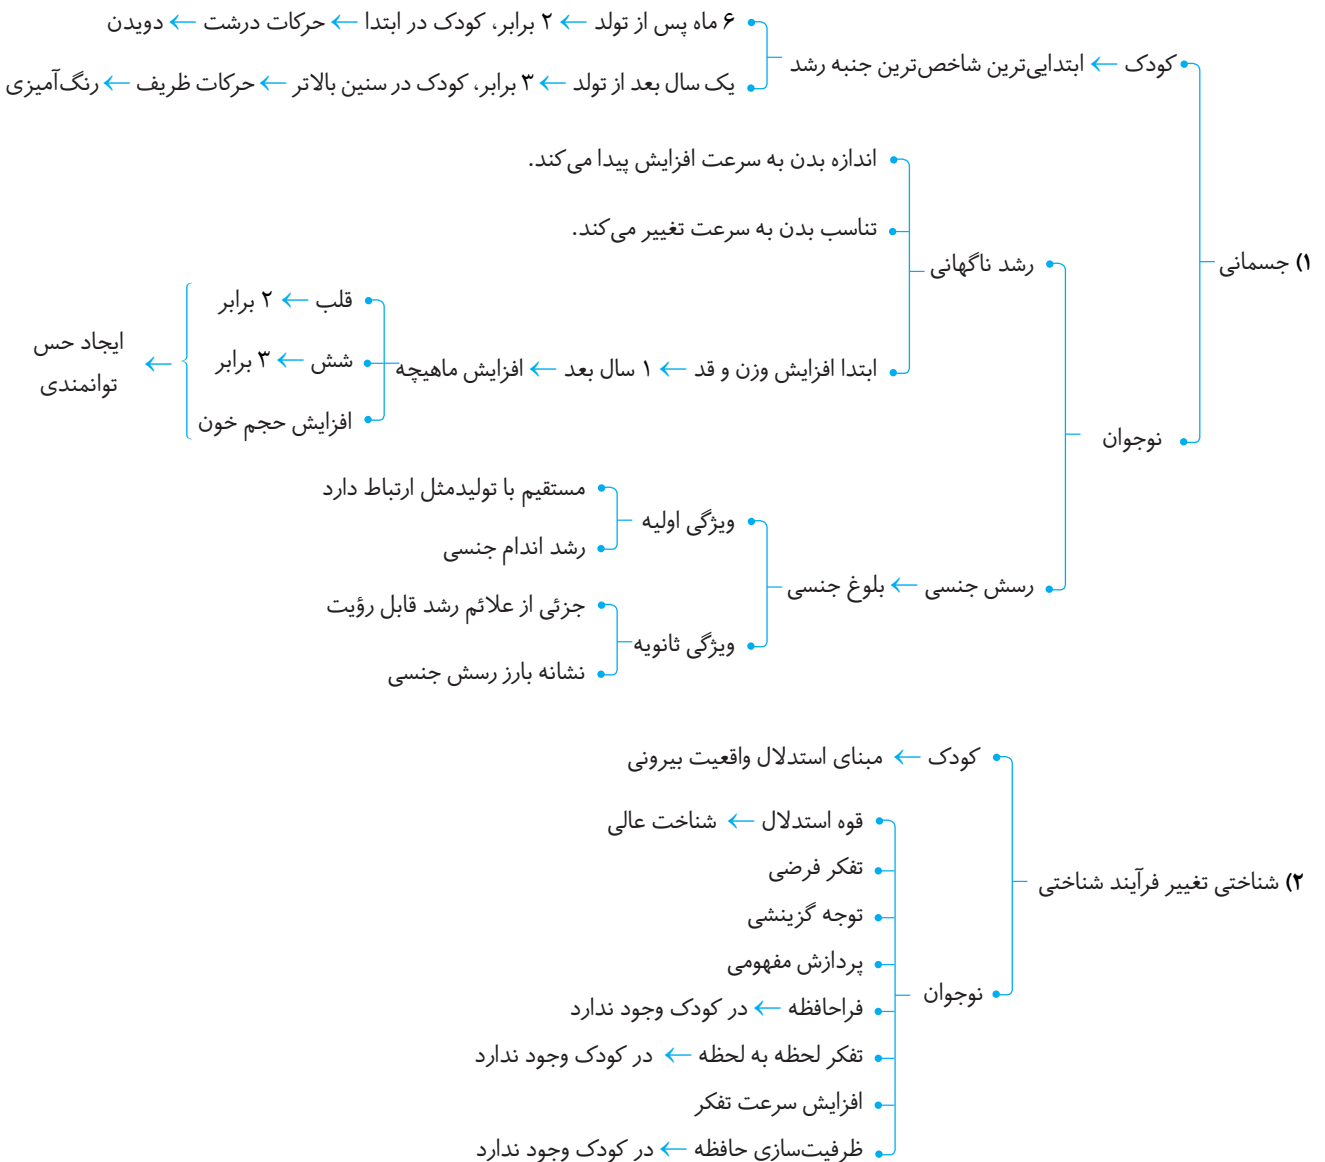 ۶ ماه پس از تولد ← ۲ برابر، کودک در ابتدا ← حرکات درشت ← دویدن
کودک ← ابتدایی‌ترین شاخص‌ترین جنبه رشد
یک سال بعد از تولد ← ۳ برابر، کودک در سنین بالاتر ← حرکات ظریف ← رنگ‌آمیزی
اندازه بدن به سرعت افزایش پیدا می‌کند.
تناسب بدن به سرعت تغییر می‌کند.
۱) جسمانی
رشد ناگهانی
قلب ← ۲ برابر
ابتدا افزایش وزن و قد ← ۱ سال بعد ← افزایش ماهیچه
شش ← ۳ برابر
← ایجاد حس
توانمندی
افزایش حجم خون
نوجوان
مستقیم با تولیدمثل ارتباط دارد
ویژگی اولیه
رشد اندام جنسی
رسش جنسی ← بلوغ جنسی
جزئی از علائم رشد قابل رؤیت
ویژگی ثانویه
نشانه بارز رسش جنسی
کودک ← مبنای استدلال واقعیت بیرونی
قوه استدلال ← شناخت عالی
تفکر فرضی
۲) شناختی تغییر فرآیند شناختی
توجه گزینشی
پردازش مفهومی
نوجوان
فراحافظه ← در کودک وجود ندارد
تفکر لحظه به لحظه ← در کودک وجود ندارد
افزایش سرعت تفکر
ظرفیت‌سازی حافظه ← در کودک وجود ندارد